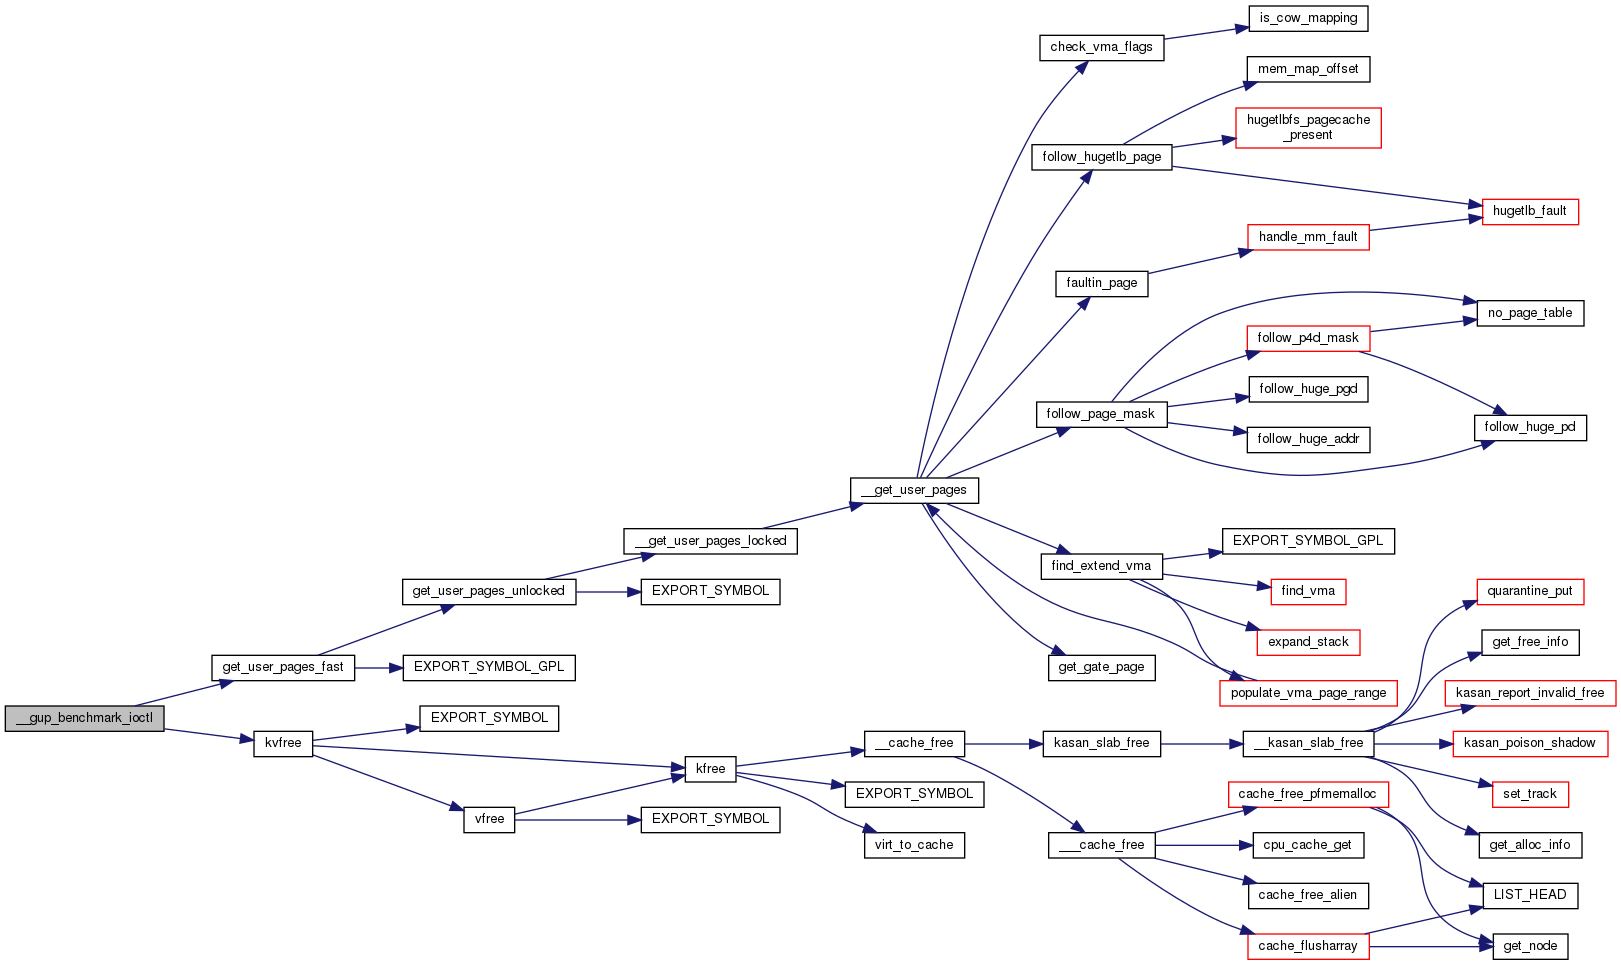 is_cow_mapping
check_vma_flags
mem_map_offset
hugetlbfs_pagecache
_present
follow_hugetlb_page
hugetlb_fault
handle_mm_fault
faultin_page
no_page_table
follow_p4d_mask
follow_huge_pgd
follow_page_mask
follow_huge_pd
follow_huge_addr
__get_user_pages
__get_user_pages_locked
EXPORT_SYMBOL_GPL
find_extend_vma
find_vma
get_user_pages_unlocked
EXPORT_SYMBOL
quarantine_put
expand_stack
get_free_info
get_user_pages_fast
EXPORT_SYMBOL_GPL
get_gate_page
populate_vma_page_range
kasan_report_invalid_free
__gup_benchmark_ioctl
EXPORT_SYMBOL
kvfree
__cache_free
kasan_slab_free
__kasan_slab_free
kasan_poison_shadow
kfree
EXPORT_SYMBOL
cache_free_pfmemalloc
set_track
vfree
EXPORT_SYMBOL
virt_to_cache
___cache_free
cpu_cache_get
get_alloc_info
cache_free_alien
LIST_HEAD
cache_flusharray
get_node